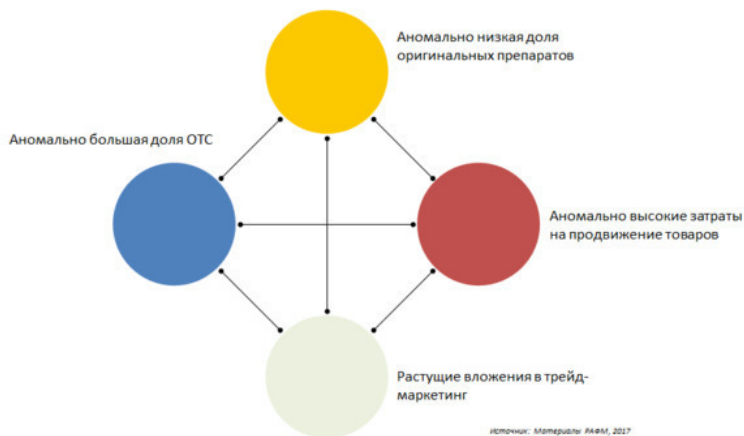 Аномально низкая доля
оригинальных препаратов
Аномально большая доля ОТС
Аномально высокие затраты
на продвижение товаров
Растущие вложения в трейд-
маркетинг
Источник: Материалы РАФМ, 2017